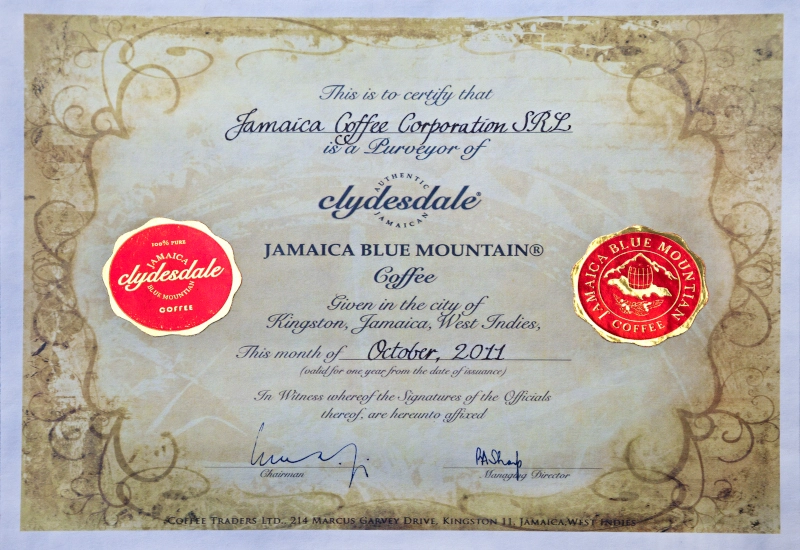 This is to certify that
Jamaica Coffee Corporation SRL
is a Purveyor of
AUTHENTIC
clydesdale®
JAMAICAN
JAMAICA BLUE MOUNTAIN®
Coffee
Given in the city of
Kingston, Jamaica, West Indies,
This month of October, 2011
(valid for one year from the date of issuance)
In Witness whereof the Signatures of the Officials
thereof, are hereunto affixed
Chairman
Managing Director
COFFEE TRADERS LTD., 214 MARCUS GARVEY DRIVE, KINGSTON 11, JAMAICA, WEST INDIES
100% PURE
JAMAICA
clydesdale
BLUE MOUNTAIN
COFFEE
JAMAICA BLUE MOUNTAIN
COFFEE